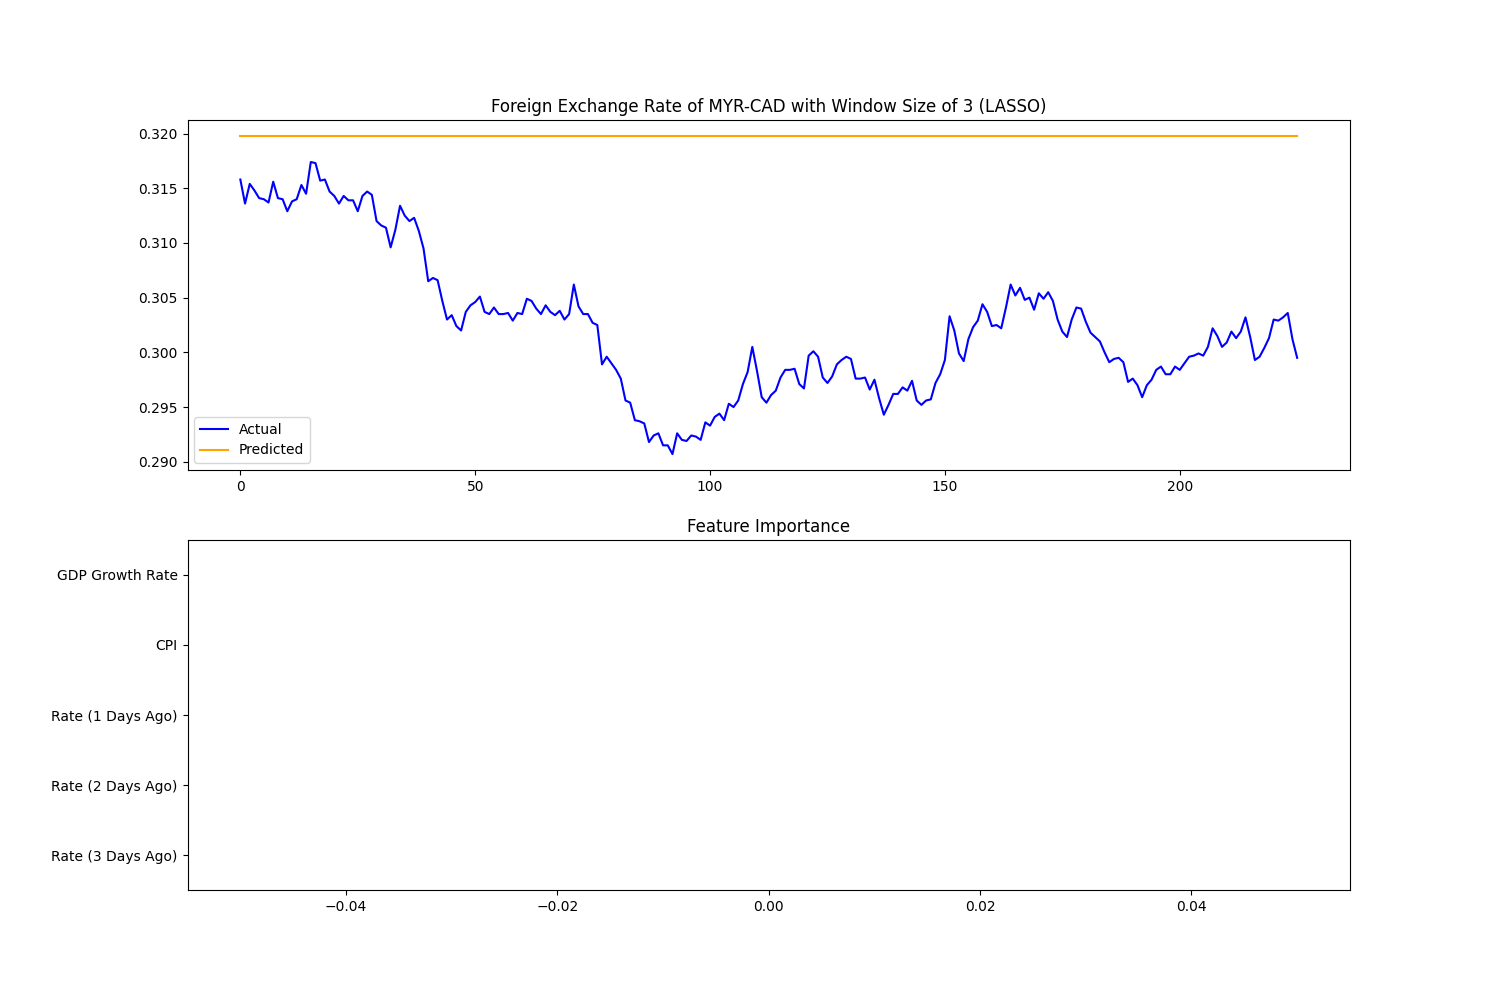 Foreign Exchange Rate of MYR-CAD with Window Size of 3 (LASSO)
0.320
0.315
0.310
0.305
0.300
0.295
0.290
Actual
Predicted
0 50 100 150 200
Feature Importance
GDP Growth Rate
CPI
Rate (1 Days Ago)
Rate (2 Days Ago)
Rate (3 Days Ago)
−0.04 −0.02 0.00 0.02 0.04